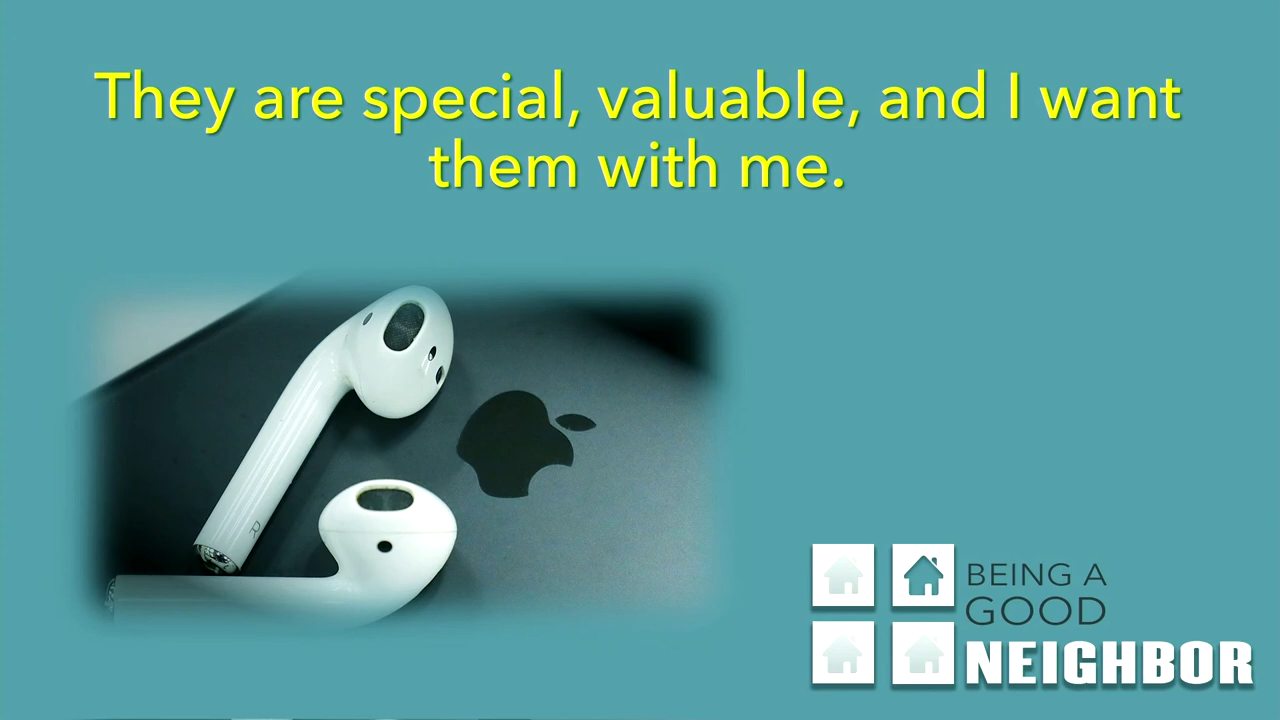 They are special, valuable, and I want
them with me.
R
BEING A
GOOD
NEIGHBOR